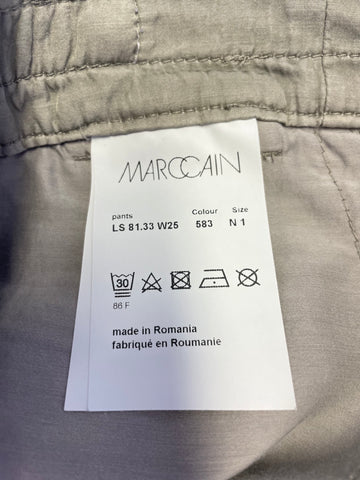 MARCCAIN
pants Colour Size
LS 81.33 W25 583 N 1
30
86 F
made in Romania
fabriqué en Roumanie